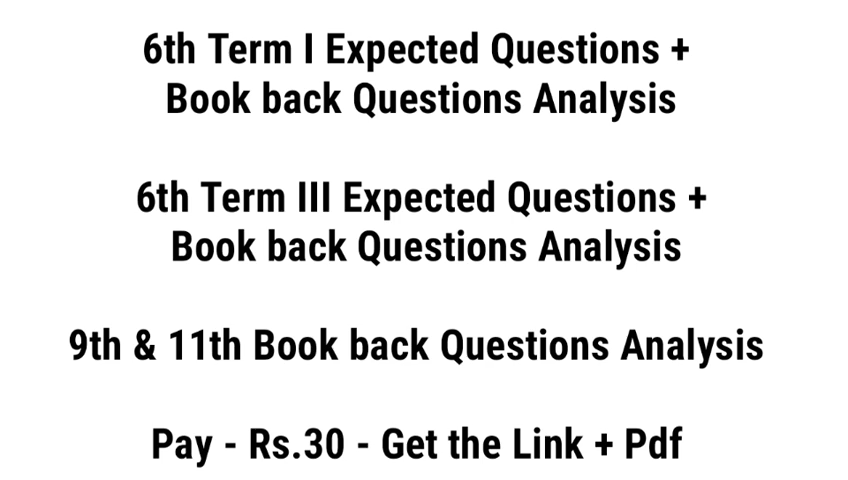 6th Term I Expected Questions +
Book back Questions Analysis
6th Term III Expected Questions +
Book back Questions Analysis
9th & 11th Book back Questions Analysis
Pay - Rs.30 - Get the Link + Pdf